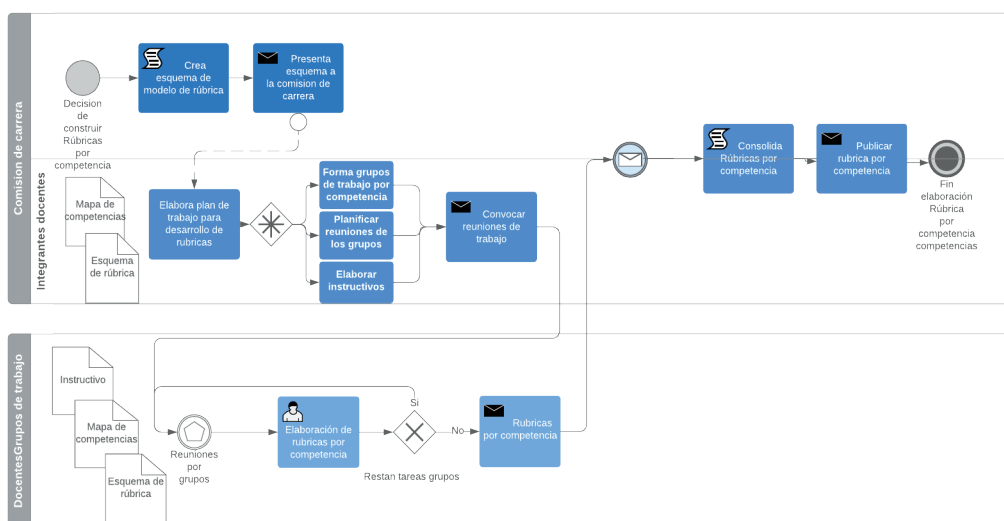 Comision de carrera
Integrantes docentes
Decision
de
construir
Rúbricas
por
competencia
Crea
esquema de
modelo de rúbrica
Presenta
esquema a
la comision de
carrera
Mapa de
competencias
Esquema
de rúbrica
Elabora plan de
trabajo para
desarrollo de
rubricas
Forma grupos
de trabajo por
competencia
Planificar
reuniones de
los grupos
Elaborar
instructivos
Convocar
reuniones de
trabajo
Consolida
Rúbricas por
competencia
Publicar
rubrica por
competencia
Fin
elaboración
Rúbrica
por
competencia
competencias
DocentesGrupos de trabajo
Instructivo
Mapa de
competencias
Esquema de
rúbrica
Reuniones
por
grupos
Elaboración de
rubricas por
competencia
Si
No
Restan tareas grupos
Rubricas
por competencia